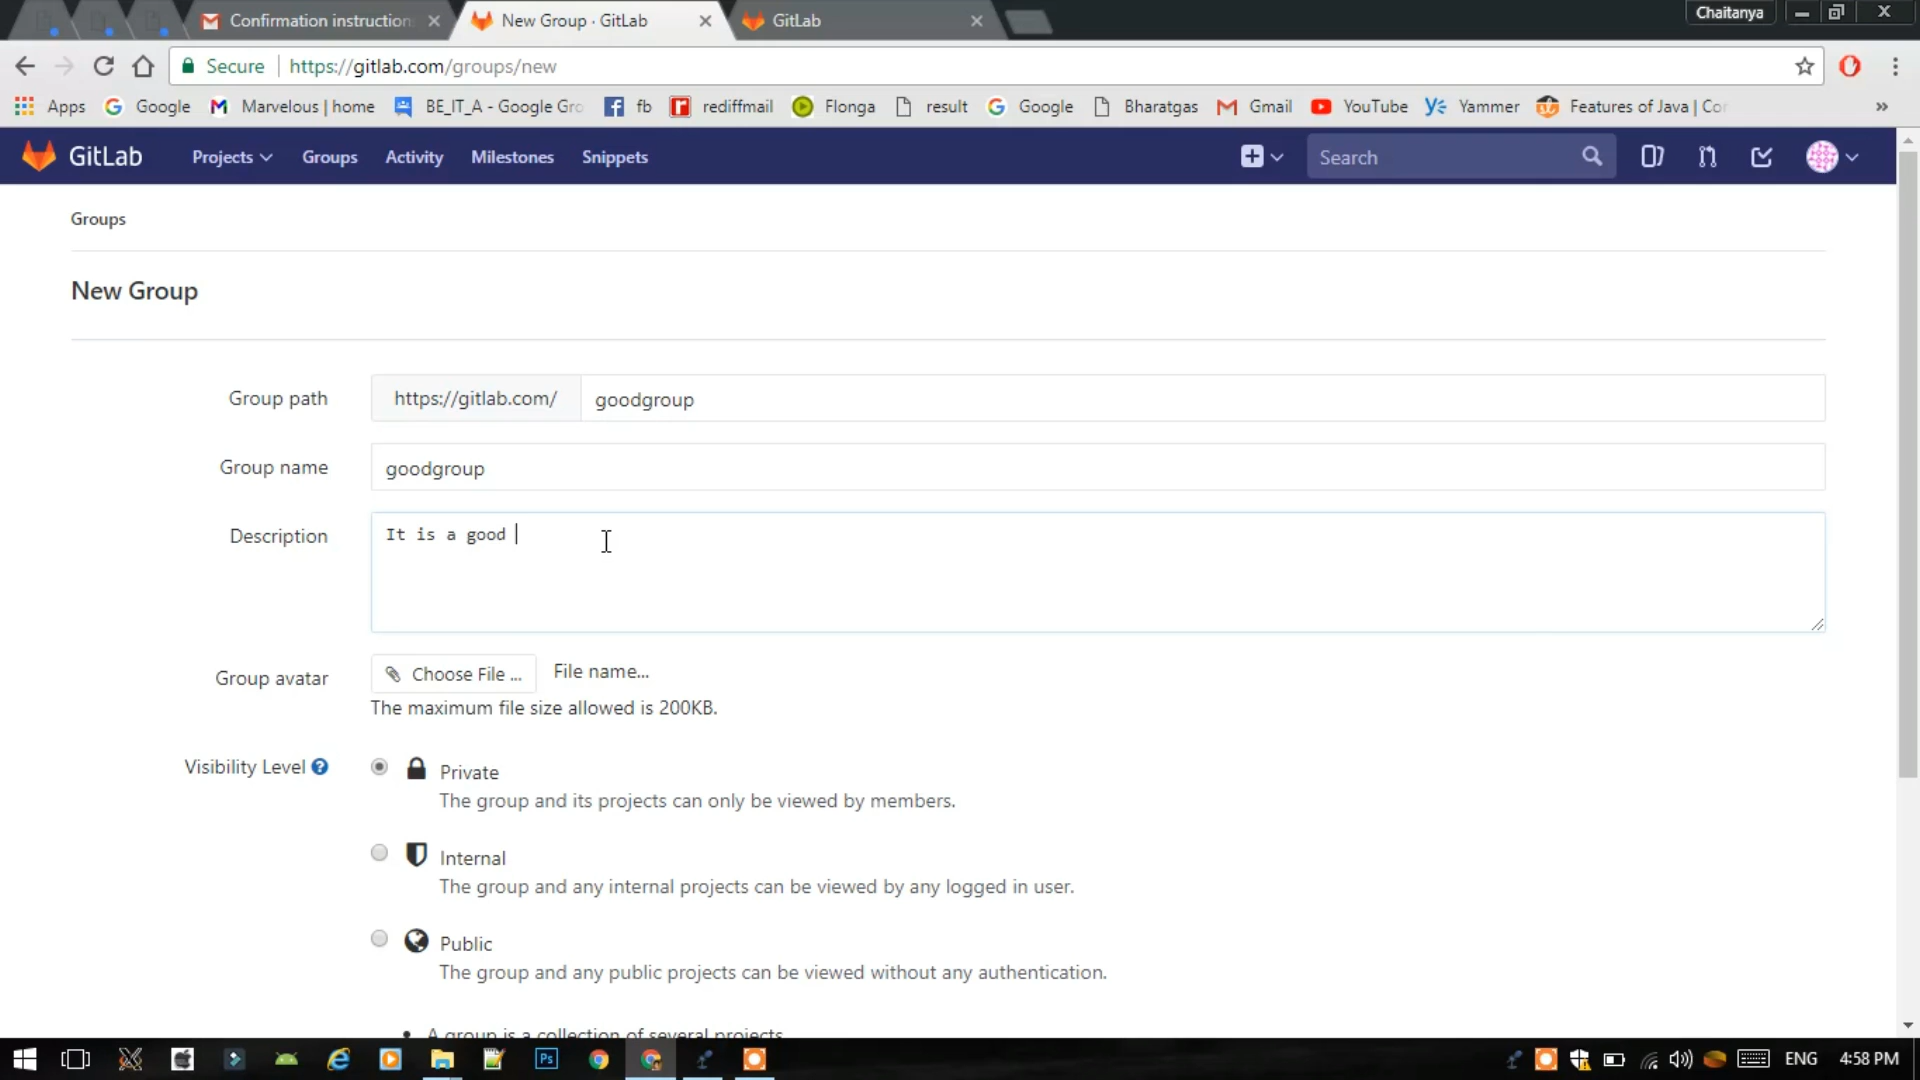 Confirmation instruction
New Group · GitLab
GitLab
Chaitanya
Secure
https://gitlab.com/groups/new
Apps
Google
Marvelous | home
BE_IT_A - Google Gro
fb
rediffmail
Flonga
result
Google
Bharatgas
Gmail
YouTube
Yammer
Features of Java | Co
»
GitLab
Projects
Groups
Activity
Milestones
Snippets
Search
Groups
New Group
Group path
https://gitlab.com/
goodgroup
Group name
goodgroup
Description
It is a good
Group avatar
Choose File ...
File name...
The maximum file size allowed is 200KB.
Visibility Level
Private
The group and its projects can only be viewed by members.
Internal
The group and any internal projects can be viewed by any logged in user.
Public
The group and any public projects can be viewed without any authentication.
A group is a collection of several projects
Ps
ENG
4:58 PM